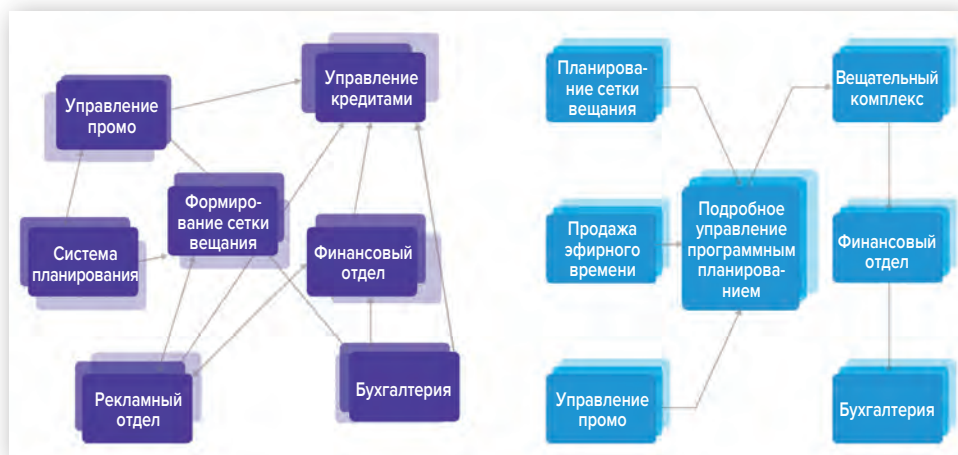 Управление
промо
Управление
кредитами
Формиро-
вание сетки
вещания
Система
планирования
Финансовый
отдел
Рекламный
отдел
Бухгалтерия
Планирова-
ние сетки
вещания
Вещательный
комплекс
Продажа
эфирного
времени
Подробное
управление
программным
планирова-
нием
Финансовый
отдел
Управление
промо
Бухгалтерия